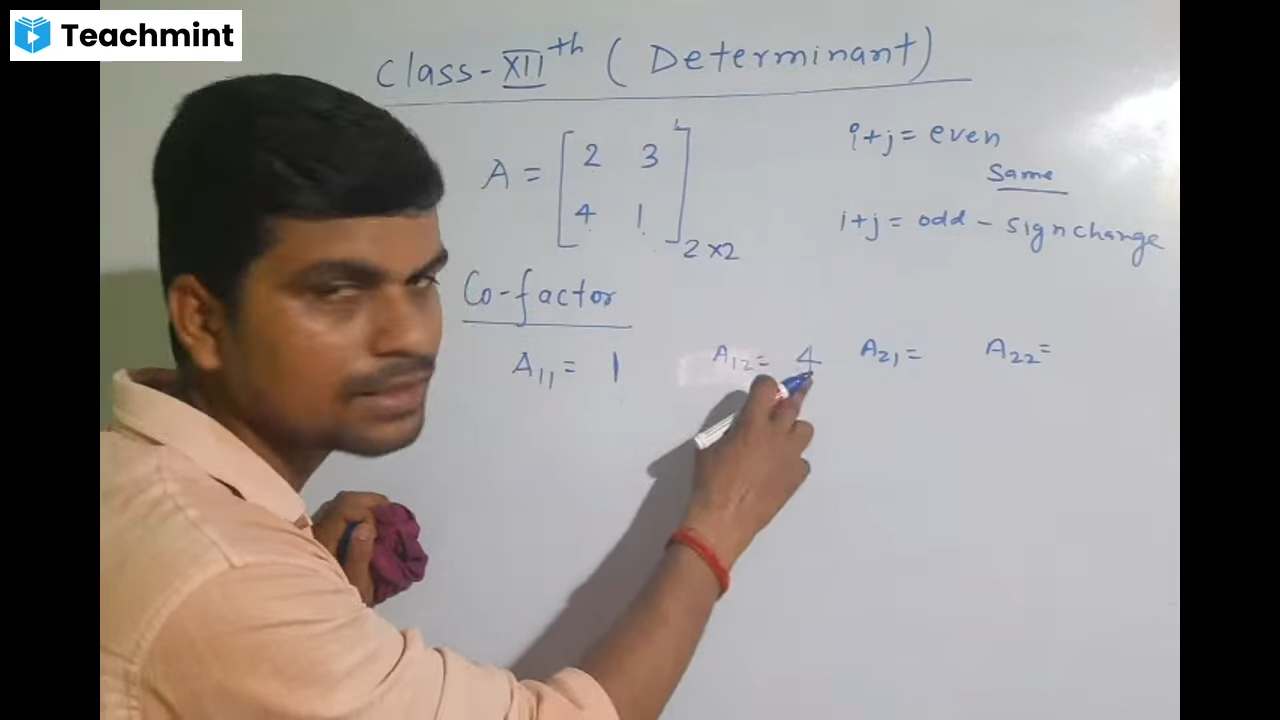 Teachmint
Class-XIIth (Determinant)
A = [2 3
4 1] 2×2
i+j = even
Same
i+j = odd - sign change
Co-factor
A11 = 1 A12 = 4 A21 = A22 =